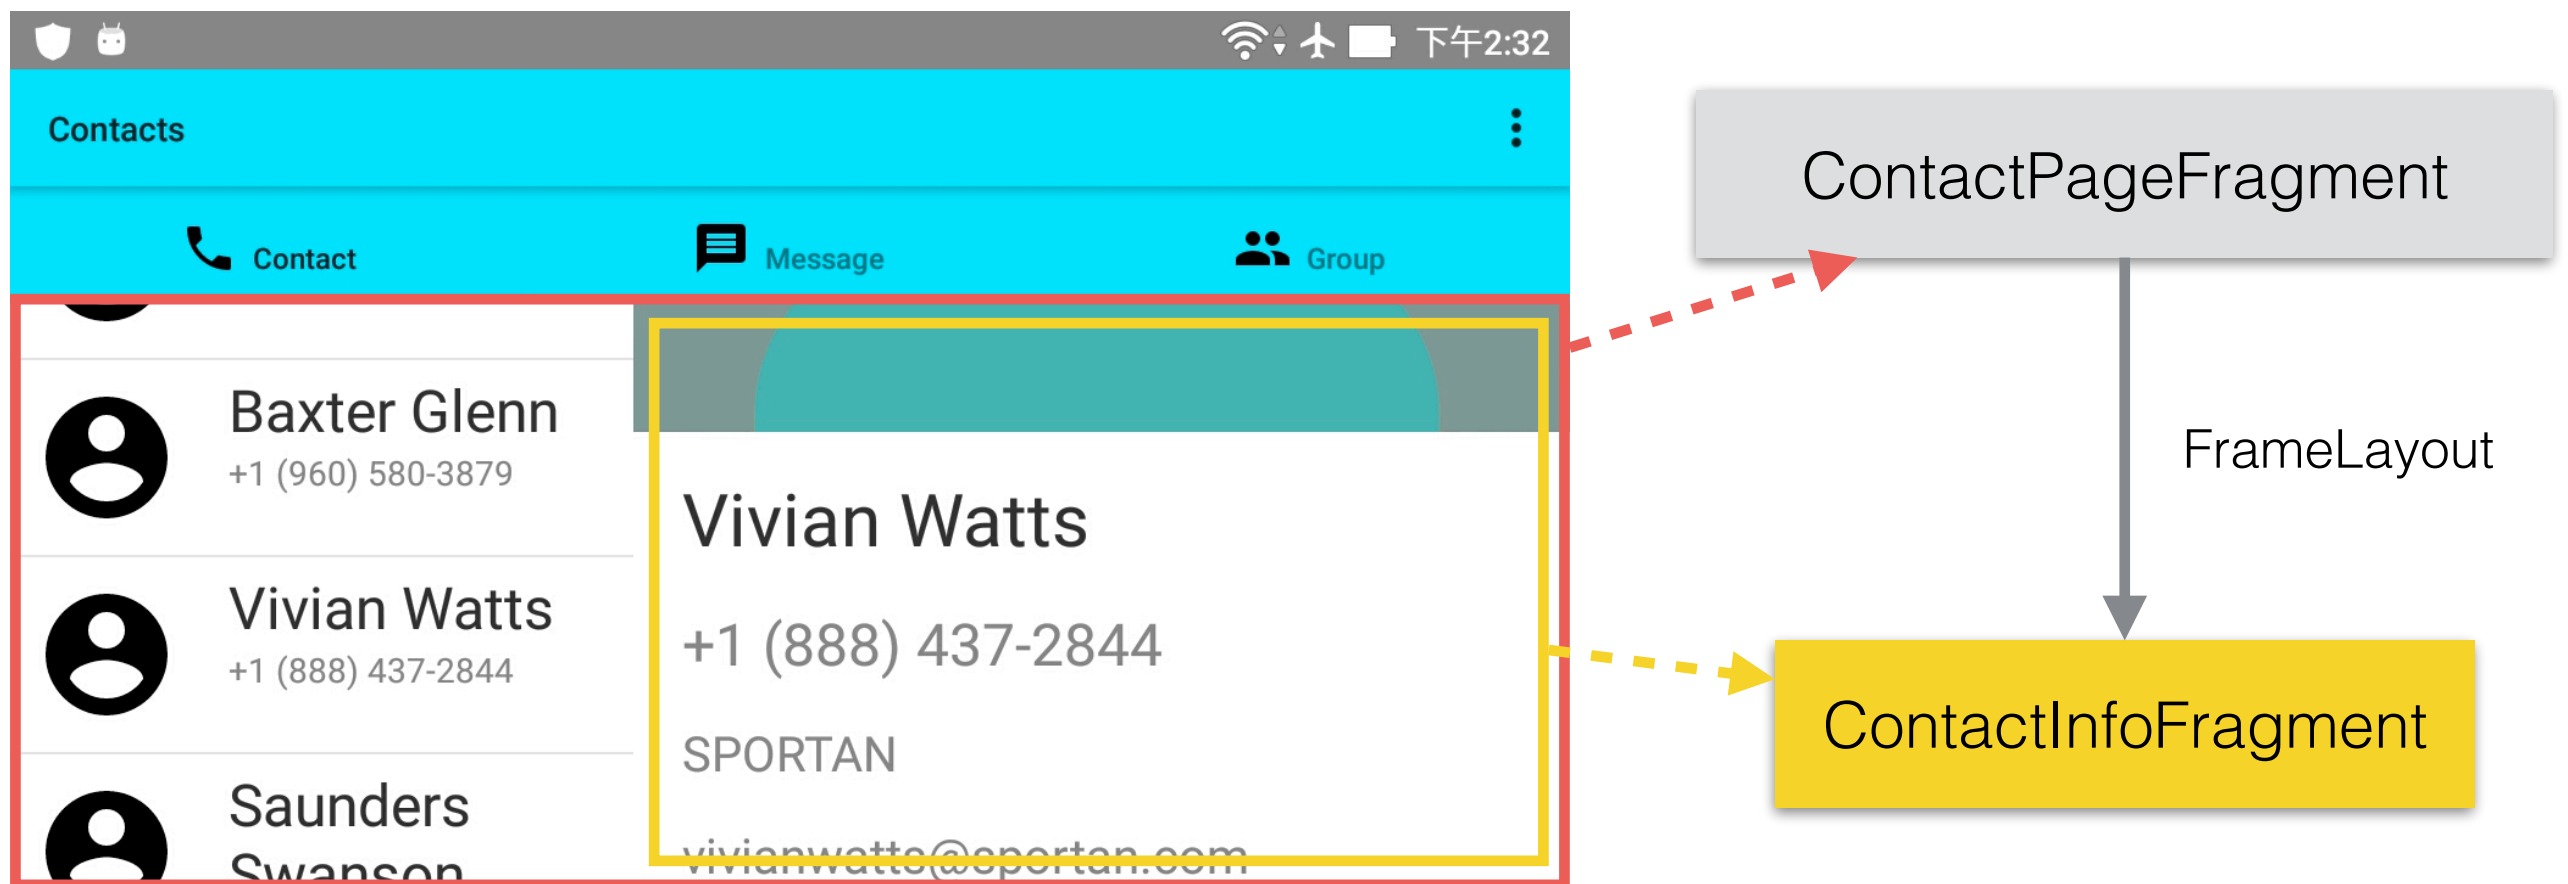 下午2:32
Contacts
Contact
Message
Group
Baxter Glenn
+1 (960) 580-3879
Vivian Watts
+1 (888) 437-2844
Saunders
Swanson
Vivian Watts
+1 (888) 437-2844
SPORTAN
vivianwatts@sportan.com
ContactPageFragment
FrameLayout
ContactInfoFragment